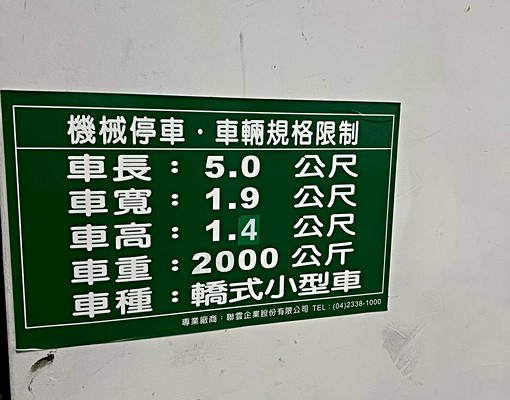 機械停車・車輛規格限制
車長：5.0 公尺
車寬：1.9 公尺
車高：1.4 公尺
車重：2000 公斤
車種：轎式小型車
專業廠商：聯雲企業股份有限公司 TEL：(04)2338-1000